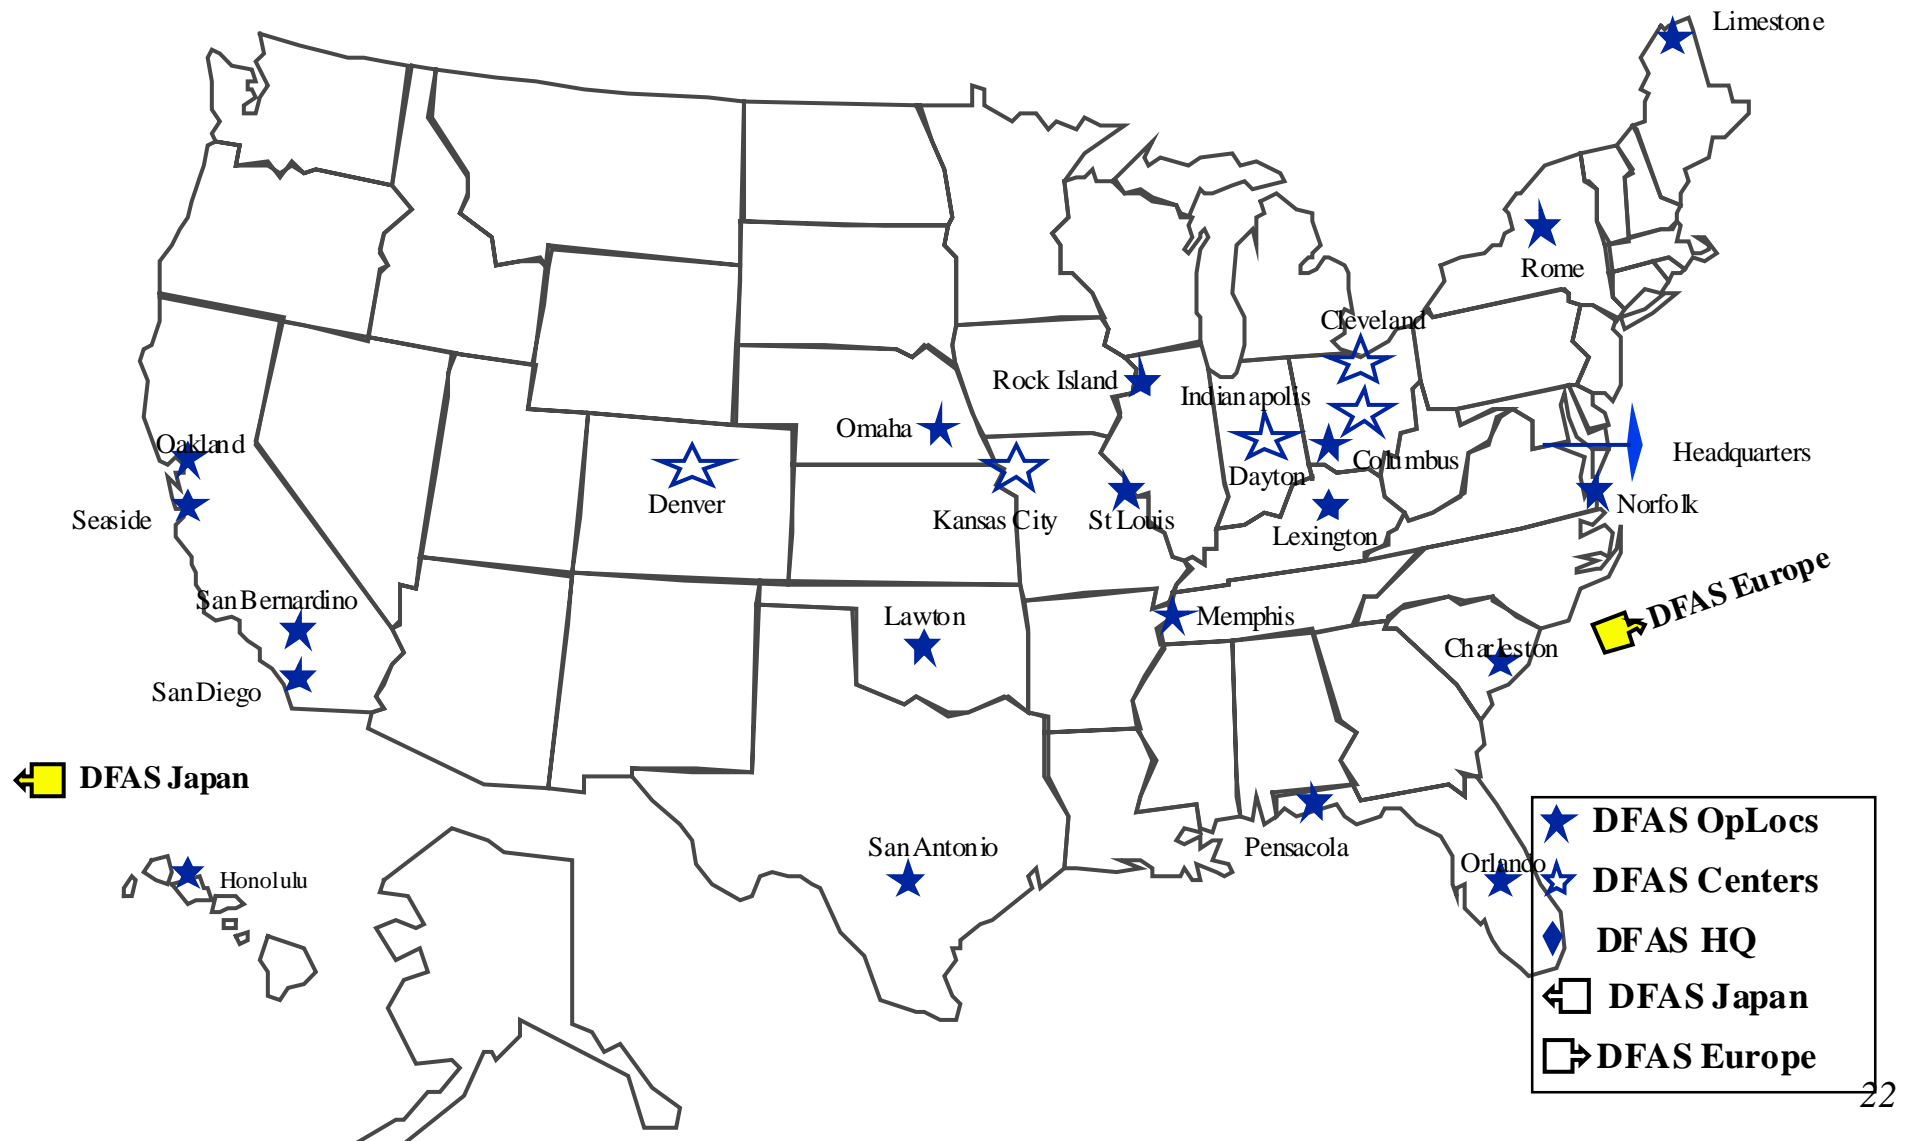 Limestone
Rome
Cleveland
Rock Island
Indianapolis
Omaha
Oakland
Columbus
Headquarters
Dayton
Denver
Norfolk
Seaside
Kansas City
St Louis
Lexington
DFAS Europe
San Bernardino
Lawton
Memphis
Charleston
San Diego
DFAS Japan
San Antonio
Pensacola
Orlando
Honolulu
DFAS OpLocs
DFAS Centers
DFAS HQ
DFAS Japan
DFAS Europe
22